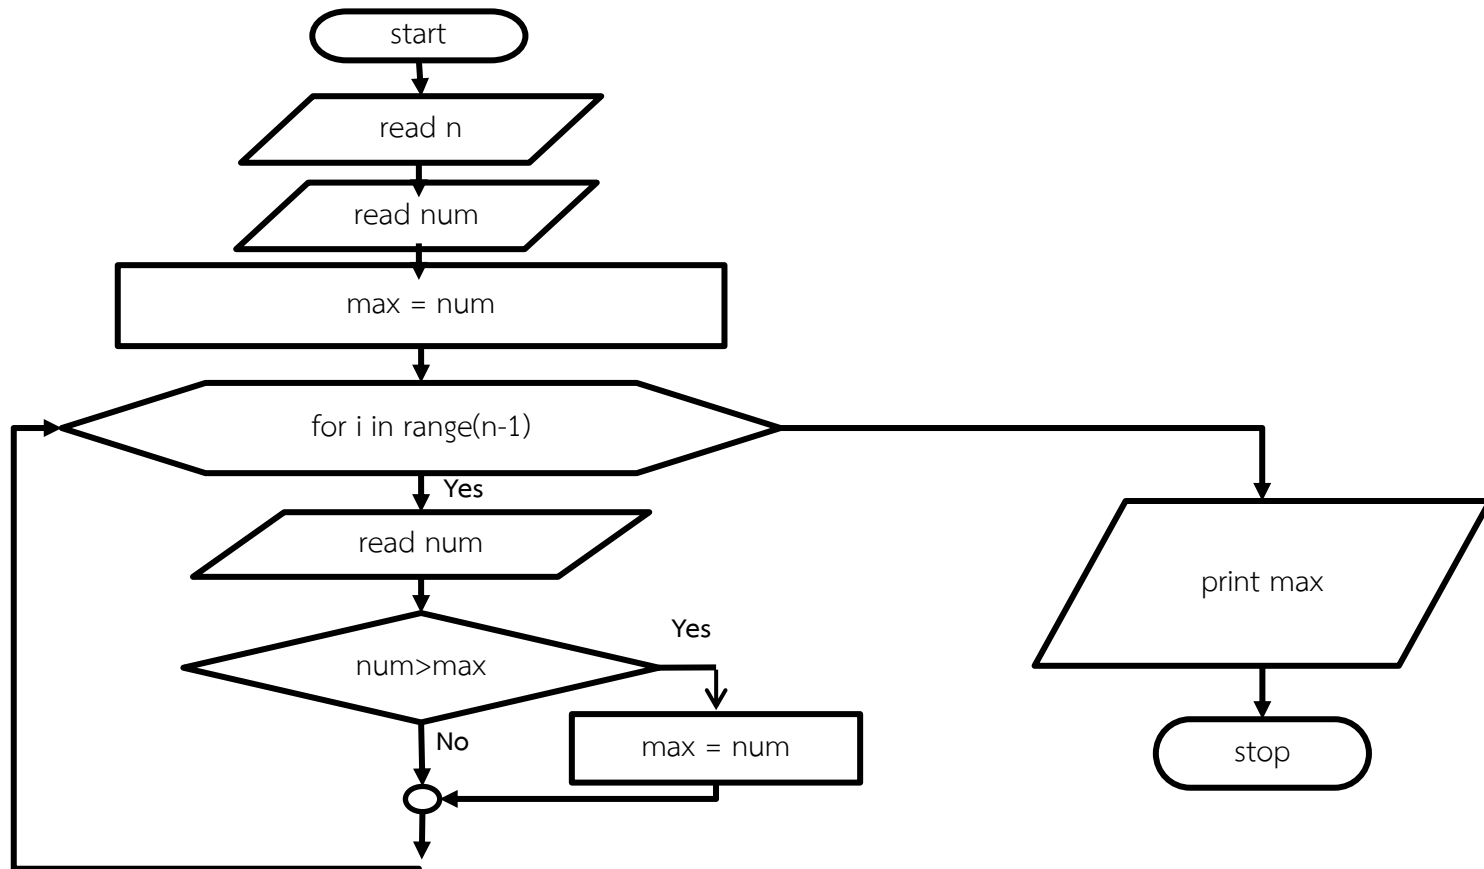 start
read n
read num
max = num
for i in range(n-1)
Yes
read num
num>max
Yes
No
max = num
print max
stop